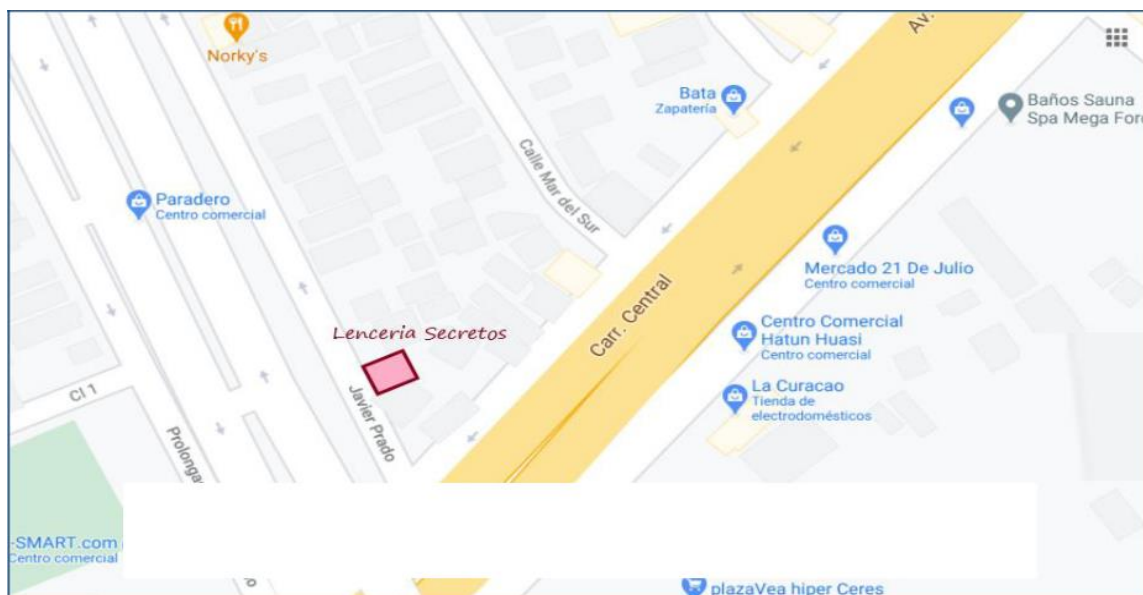 Norky's
Av.
Bata
Zapatería
Baños Sauna
Spa Mega For
Calle Mar del Sur
Paradero
Centro comercial
Mercado 21 De Julio
Centro comercial
Carr. Central
Centro Comercial
Hatun Huasi
Centro comercial
Lenceria Secretos
La Curacao
Tienda de
electrodomésticos
Cl 1
Javier Prado
Prolonga
-SMART.com
Centro comercial
plazaVea hiper Ceres